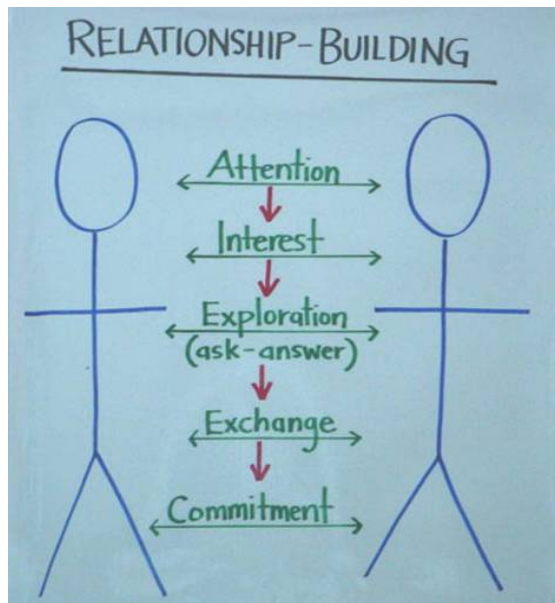 RELATIONSHIP-BUILDING
Attention
Interest
Exploration
(ask-answer)
Exchange
Commitment